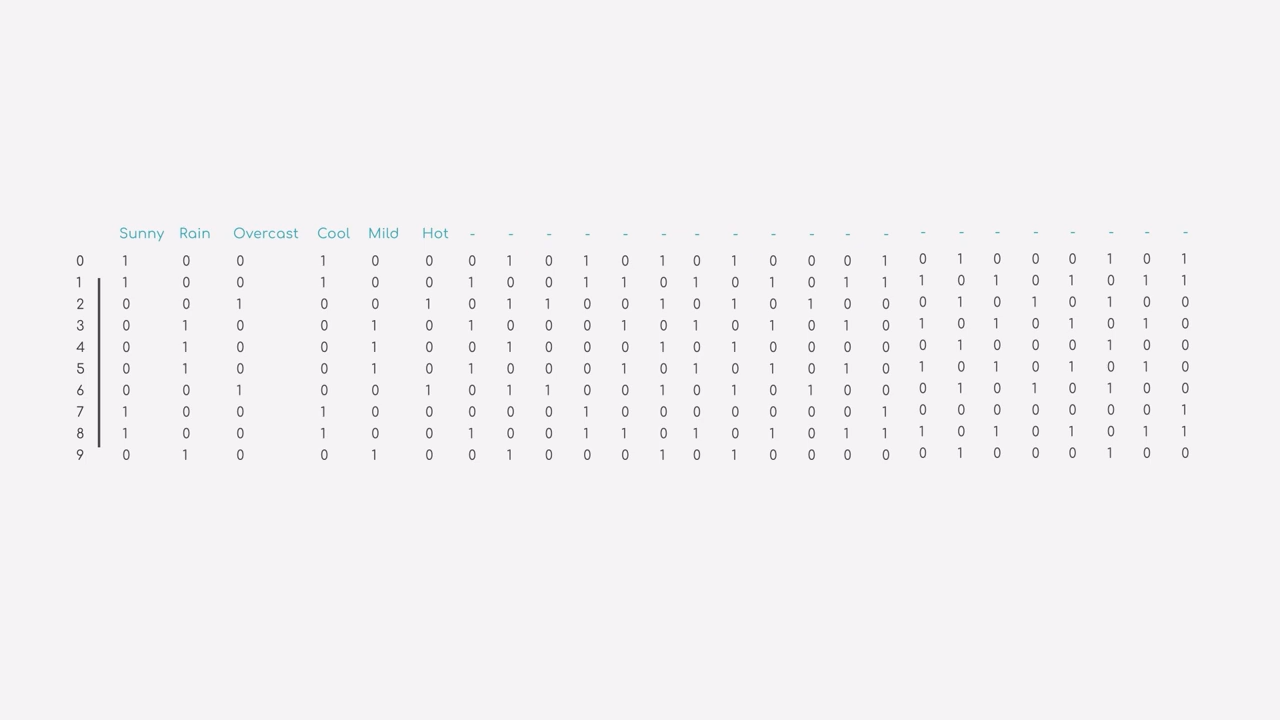 Sunny Rain Overcast Cool Mild Hot - - - - - - - - - - - - - - - - - - - -
0 1 0 0 1 0 0 0 1 0 1 0 1 0 1 0 0 0 1 0 1 0 0 0 1 0 1
1 1 0 0 1 0 0 1 0 0 1 1 0 1 0 1 0 1 1 1 0 1 0 1 0 1 1
2 0 0 1 0 0 1 0 1 1 0 0 1 0 1 0 1 0 0 0 1 0 1 0 1 0 0
3 0 1 0 0 1 0 1 0 0 0 1 0 1 0 1 0 1 0 1 0 1 0 1 0 1 0
4 0 1 0 0 1 0 0 1 0 0 0 1 0 1 0 0 0 0 0 1 0 0 0 1 0 0
5 0 1 0 0 1 0 1 0 0 0 1 0 1 0 1 0 1 0 1 0 1 0 1 0 1 0
6 0 0 1 0 0 1 0 1 1 0 0 1 0 1 0 1 0 0 0 1 0 1 0 1 0 0
7 1 0 0 1 0 0 0 0 0 1 0 0 0 0 0 0 0 1 0 0 0 0 0 0 0 1
8 1 0 0 1 0 0 1 0 0 1 1 0 1 0 1 0 1 1 1 0 1 0 1 0 1 1
9 0 1 0 0 1 0 0 1 0 0 0 1 0 1 0 0 0 0 0 1 0 0 0 1 0 0